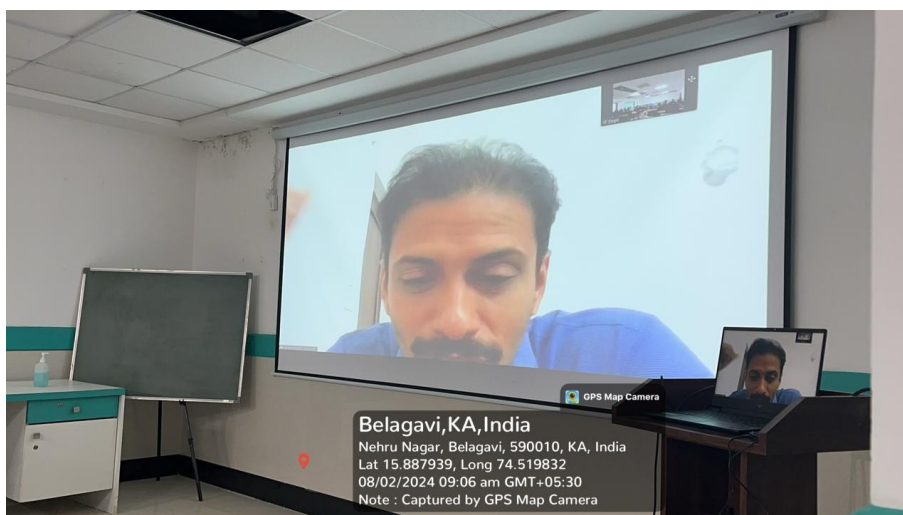 GPS Map Camera
Belagavi,KA,India
Nehru Nagar, Belagavi, 590010, KA, India
Lat 15.887939, Long 74.519832
08/02/2024 09:06 am GMT+05:30
Note : Captured by GPS Map Camera